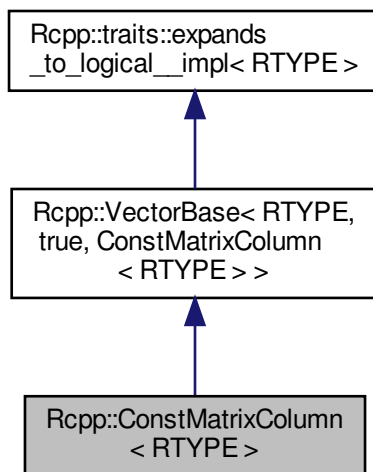 Rcpp::traits::expands
_to_logical__impl< RTYPE >
Rcpp::VectorBase< RTYPE,
true, ConstMatrixColumn
< RTYPE > >
Rcpp::ConstMatrixColumn
< RTYPE >